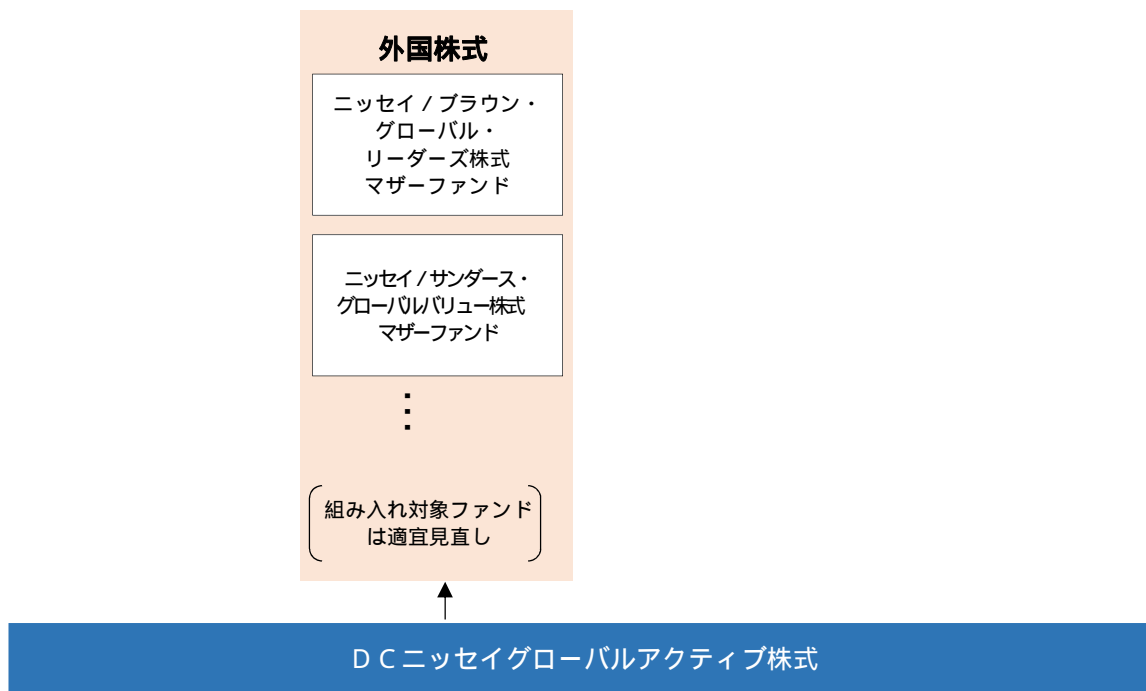 外国株式
ニッセイ／ブラウン・
グローバル・
リーダーズ株式
マザーファンド
ニッセイ／サンダース・
グローバルバリュー株式
マザーファンド
⋮
組み入れ対象ファンド
は適宜見直し
ＤＣニッセイグローバルアクティブ株式